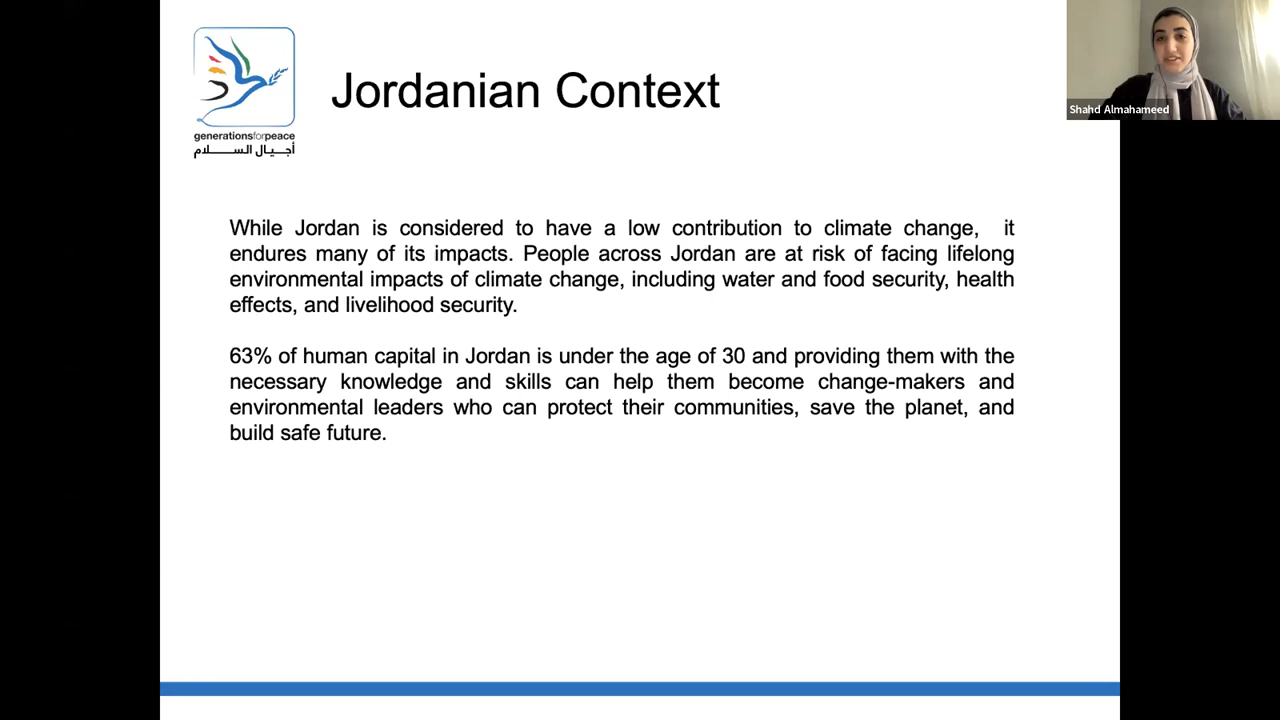 generationsforpeace
أجيال السلام
Jordanian Context
Shahd Almahameed
While Jordan is considered to have a low contribution to climate change, it
endures many of its impacts. People across Jordan are at risk of facing lifelong
environmental impacts of climate change, including water and food security, health
effects, and livelihood security.
63% of human capital in Jordan is under the age of 30 and providing them with the
necessary knowledge and skills can help them become change-makers and
environmental leaders who can protect their communities, save the planet, and
build safe future.